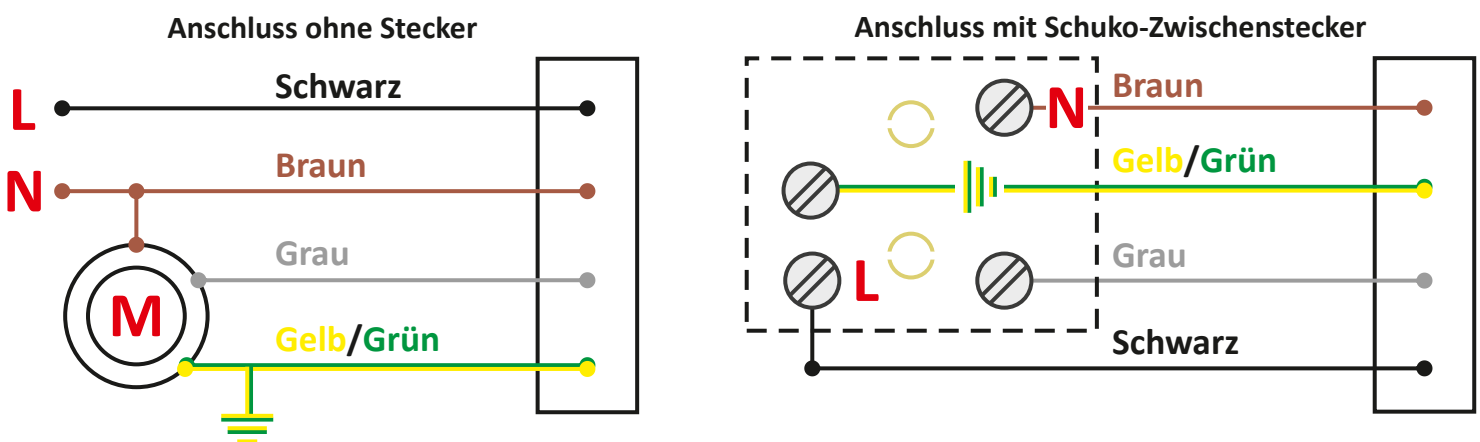 Anschluss ohne Stecker
L
Schwarz
N
Braun
Grau
M
Gelb/Grün
Anschluss mit Schuko-Zwischenstecker
N
Braun
Gelb/Grün
Grau
L
Schwarz